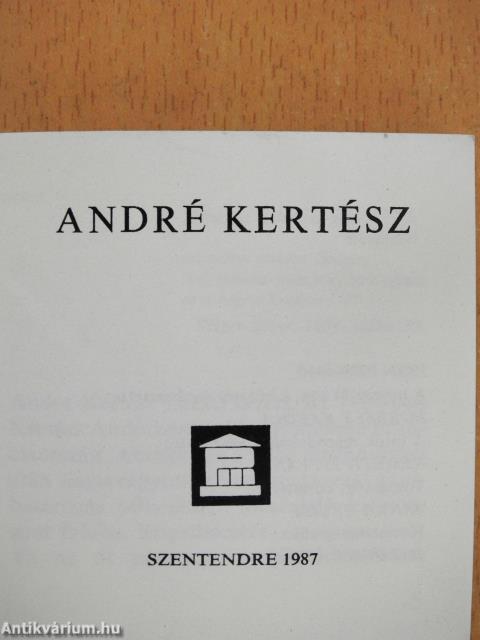 ANDRÉ KERTÉSZ
SZENTENDRE 1987
Antikvárium.hu